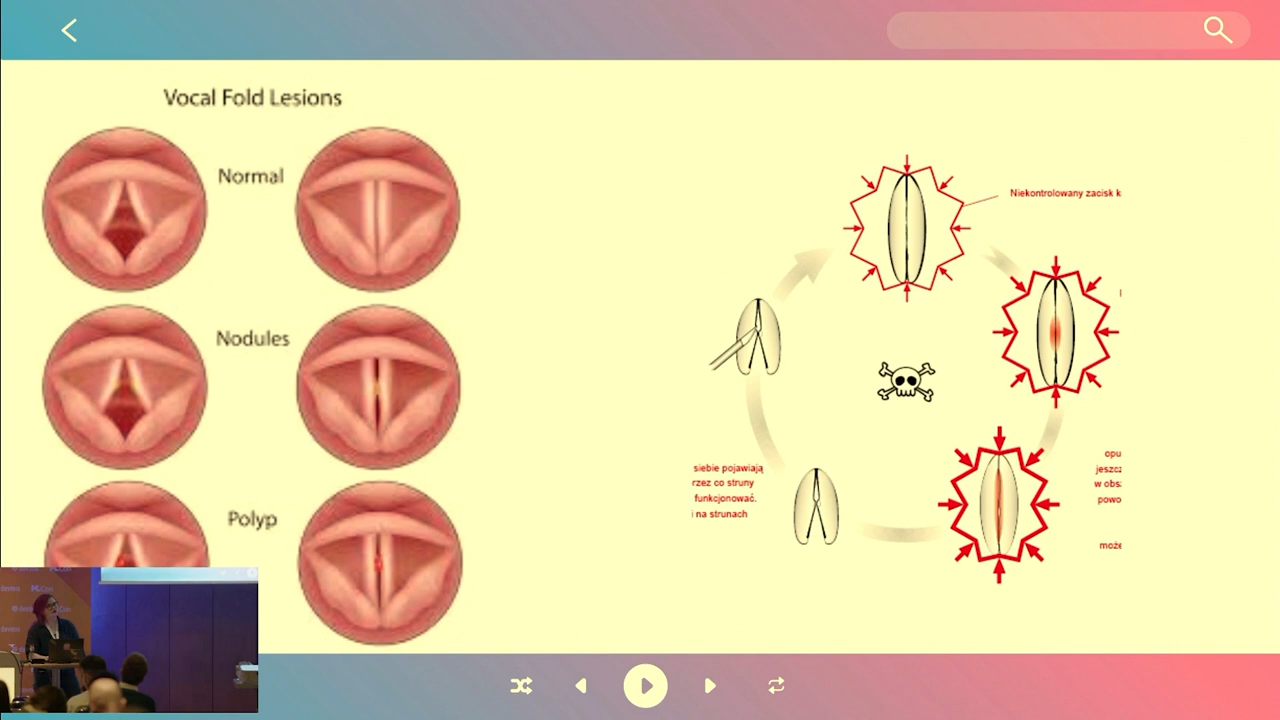 Vocal Fold Lesions
Normal
Nodules
Polyp
Niekontrolowany zacisk k
siebie pojawiają
rzez co struny
funkcjonować.
i na strunach
opu
jeszcz
w obs
powo
może